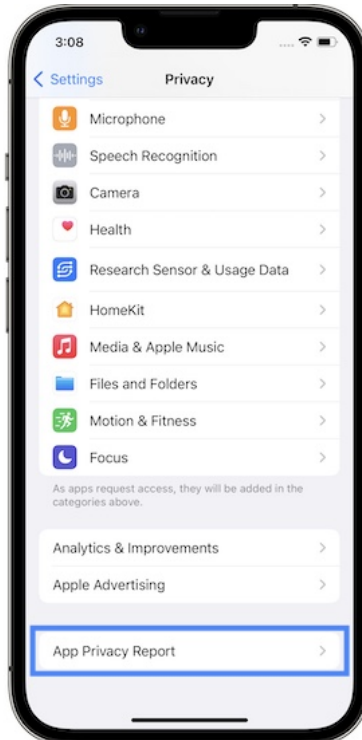 3:08
Settings
Privacy
Microphone
Speech Recognition
Camera
Health
Research Sensor & Usage Data
HomeKit
Media & Apple Music
Files and Folders
Motion & Fitness
Focus
As apps request access, they will be added in the
categories above.
Analytics & Improvements
Apple Advertising
App Privacy Report